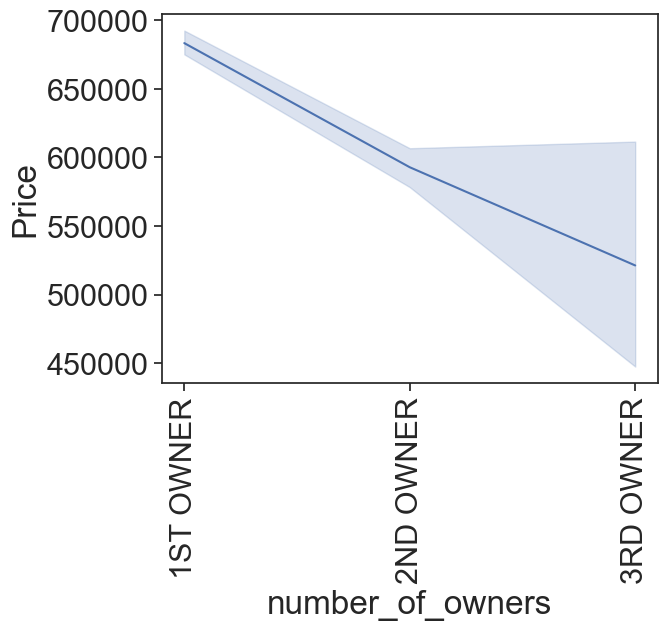 700000
650000
600000
550000
500000
450000
Price
1ST OWNER
2ND OWNER
3RD OWNER
number_of_owners